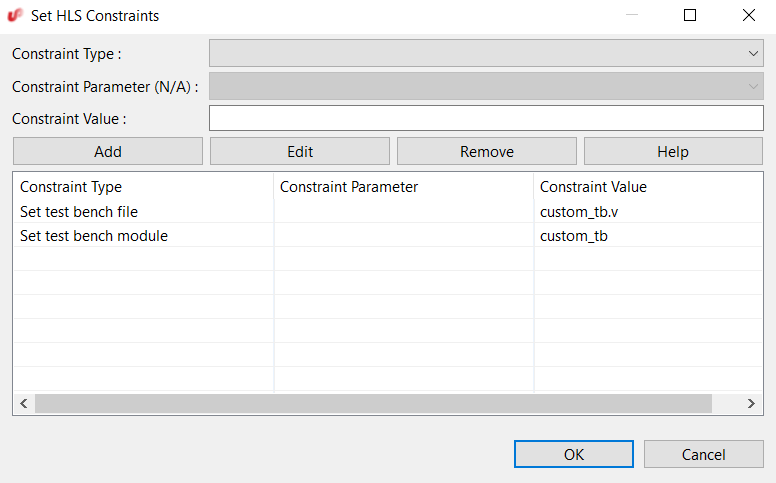 Set HLS Constraints
Constraint Type :
Constraint Parameter (N/A) :
Constraint Value :
Add Edit Remove Help
Constraint Type Constraint Parameter Constraint Value
Set test bench file custom_tb.v
Set test bench module custom_tb
OK Cancel